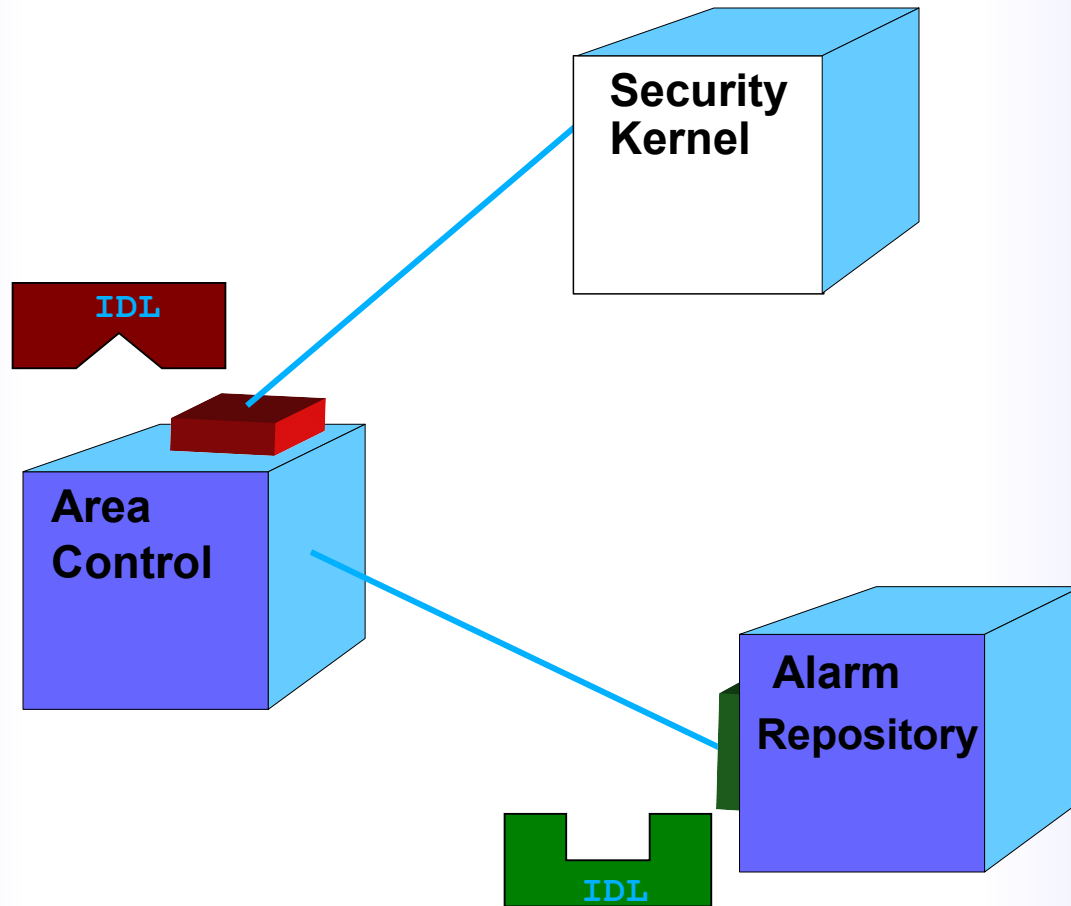 Security
Kernel
IDL
Area
Control
Alarm
Repository
IDL